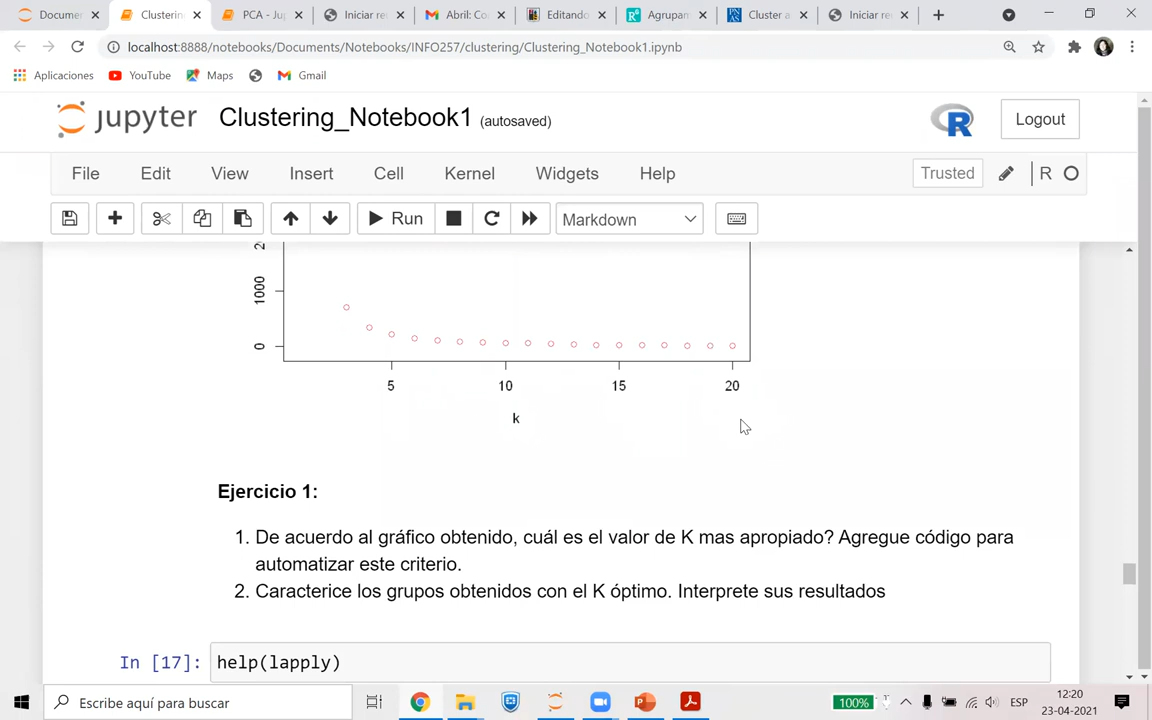 Documen Clustering PCA - Jup Iniciar re Abril: Co Editando Agrupam Cluster a Iniciar re
localhost:8888/notebooks/Documents/Notebooks/INFO257/clustering/Clustering_Notebook1.ipynb
Aplicaciones YouTube Maps Gmail
jupyter Clustering_Notebook1 (autosaved) R Logout
File Edit View Insert Cell Kernel Widgets Help Trusted R
Run Markdown
1000
0
5 10 15 20
k
Ejercicio 1:
1. De acuerdo al gráfico obtenido, cuál es el valor de K mas apropiado? Agregue código para
automatizar este criterio.
2. Caracterice los grupos obtenidos con el K óptimo. Interprete sus resultados
In [17]: help(lapply)
Escribe aquí para buscar 100% ESP 12:20
23-04-2021